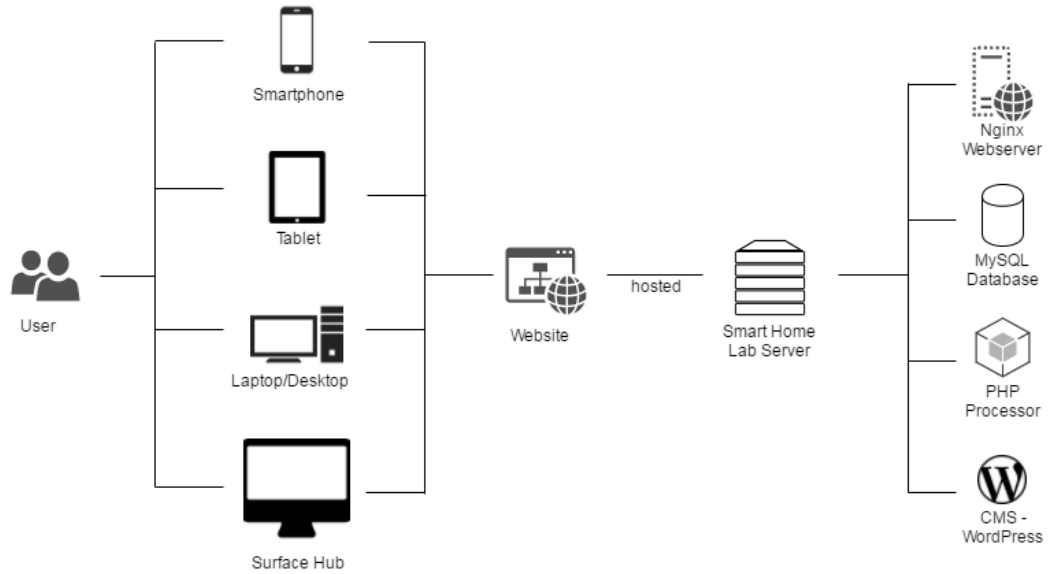 User
Smartphone
Tablet
Laptop/Desktop
Surface Hub
Website
hosted
Smart Home
Lab Server
Nginx
Webserver
MySQL
Database
PHP
Processor
CMS -
WordPress